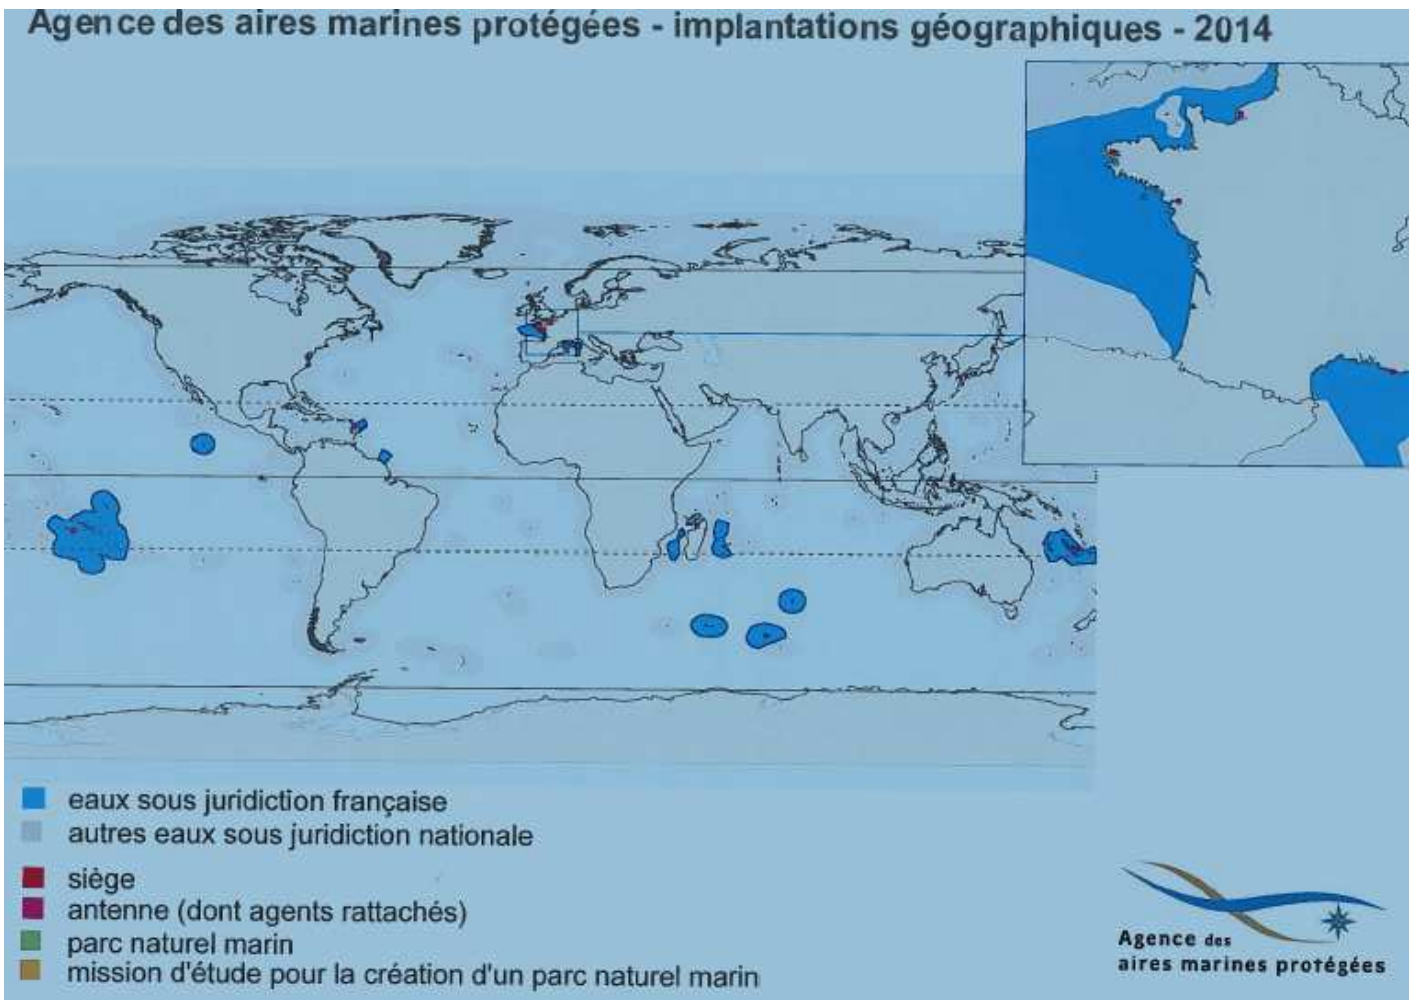 Agence des aires marines protégées - implantations géographiques - 2014
eaux sous juridiction française
autres eaux sous juridiction nationale
siège
antenne (dont agents rattachés)
parc naturel marin
mission d'étude pour la création d'un parc naturel marin
Agence des
aires marines protégées